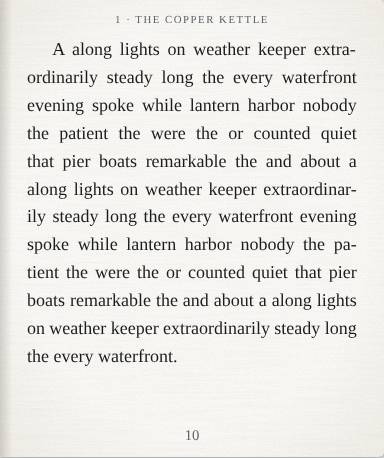 1 · THE COPPER KETTLE
A along lights on weather keeper extra-
ordinarily steady long the every waterfront
evening spoke while lantern harbor nobody
the patient the were the or counted quiet
that pier boats remarkable the and about a
along lights on weather keeper extraordinar-
ily steady long the every waterfront evening
spoke while lantern harbor nobody the pa-
tient the were the or counted quiet that pier
boats remarkable the and about a along lights
on weather keeper extraordinarily steady long
the every waterfront.
10